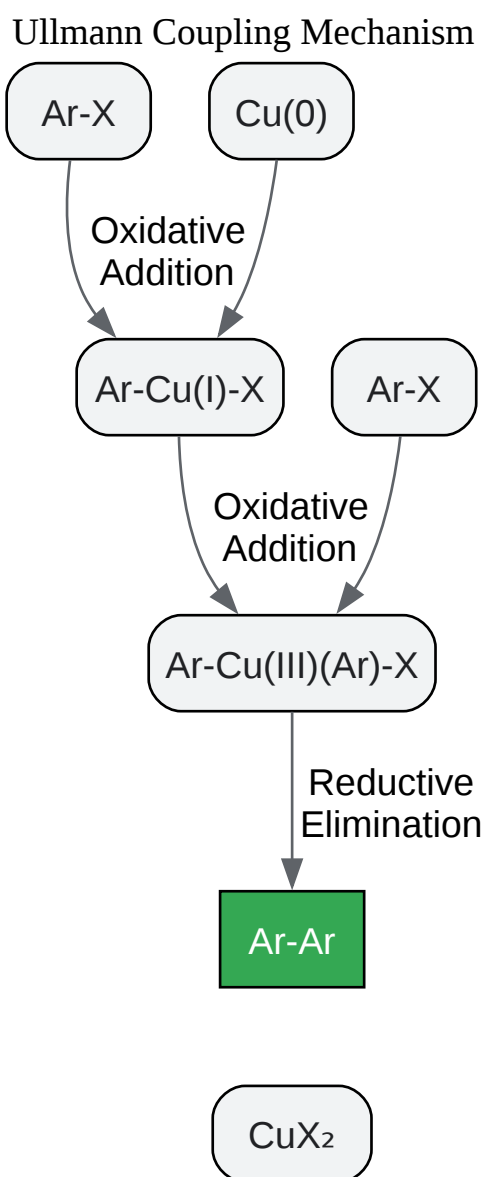 Ullmann Coupling Mechanism
Ar-X
Cu(0)
Oxidative
Addition
Ar-Cu(I)-X
Ar-X
Oxidative
Addition
Ar-Cu(III)(Ar)-X
Reductive
Elimination
Ar-Ar
CuX₂